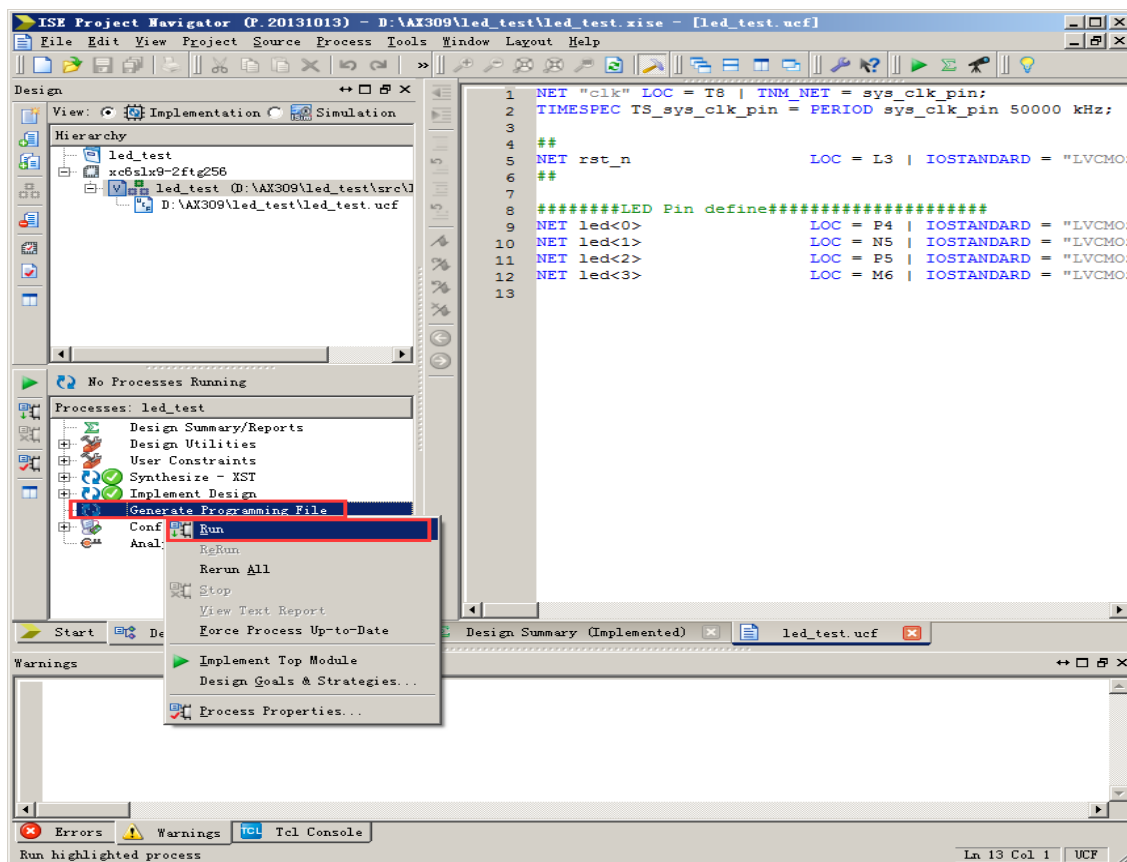 ISE Project Navigator (P.20131013) - D:\AX309\led_test\led_test.xise - [led_test.ucf]
File Edit View Project Source Process Tools Window Layout Help
Design
View: Implementation Simulation
Hierarchy
led_test
xc6slx9-2ftg256
led_test (D:\AX309\led_test\src\l
D:\AX309\led_test\led_test.ucf
No Processes Running
Processes: led_test
Design Summary/Reports
Design Utilities
User Constraints
Synthesize - XST
Implement Design
Generate Programming File
Conf
Anal
Run
ReRun
Rerun All
Stop
View Text Report
Force Process Up-to-Date
Implement Top Module
Design Goals & Strategies...
Process Properties...
1 NET "clk" LOC = T8 | TNM_NET = sys_clk_pin;
2 TIMESPEC TS_sys_clk_pin = PERIOD sys_clk_pin 50000 kHz;
3
4 ##
5 NET rst_n LOC = L3 | IOSTANDARD = "LVCMO
6 ##
7
8 ########LED Pin define#####################
9 NET led<0> LOC = P4 | IOSTANDARD = "LVCMO
10 NET led<1> LOC = N5 | IOSTANDARD = "LVCMO
11 NET led<2> LOC = P5 | IOSTANDARD = "LVCMO
12 NET led<3> LOC = M6 | IOSTANDARD = "LVCMO
13
Start De Design Summary (Implemented) led_test.ucf
Warnings
Errors Warnings Tcl Console
Run highlighted process Ln 13 Col 1 UCF